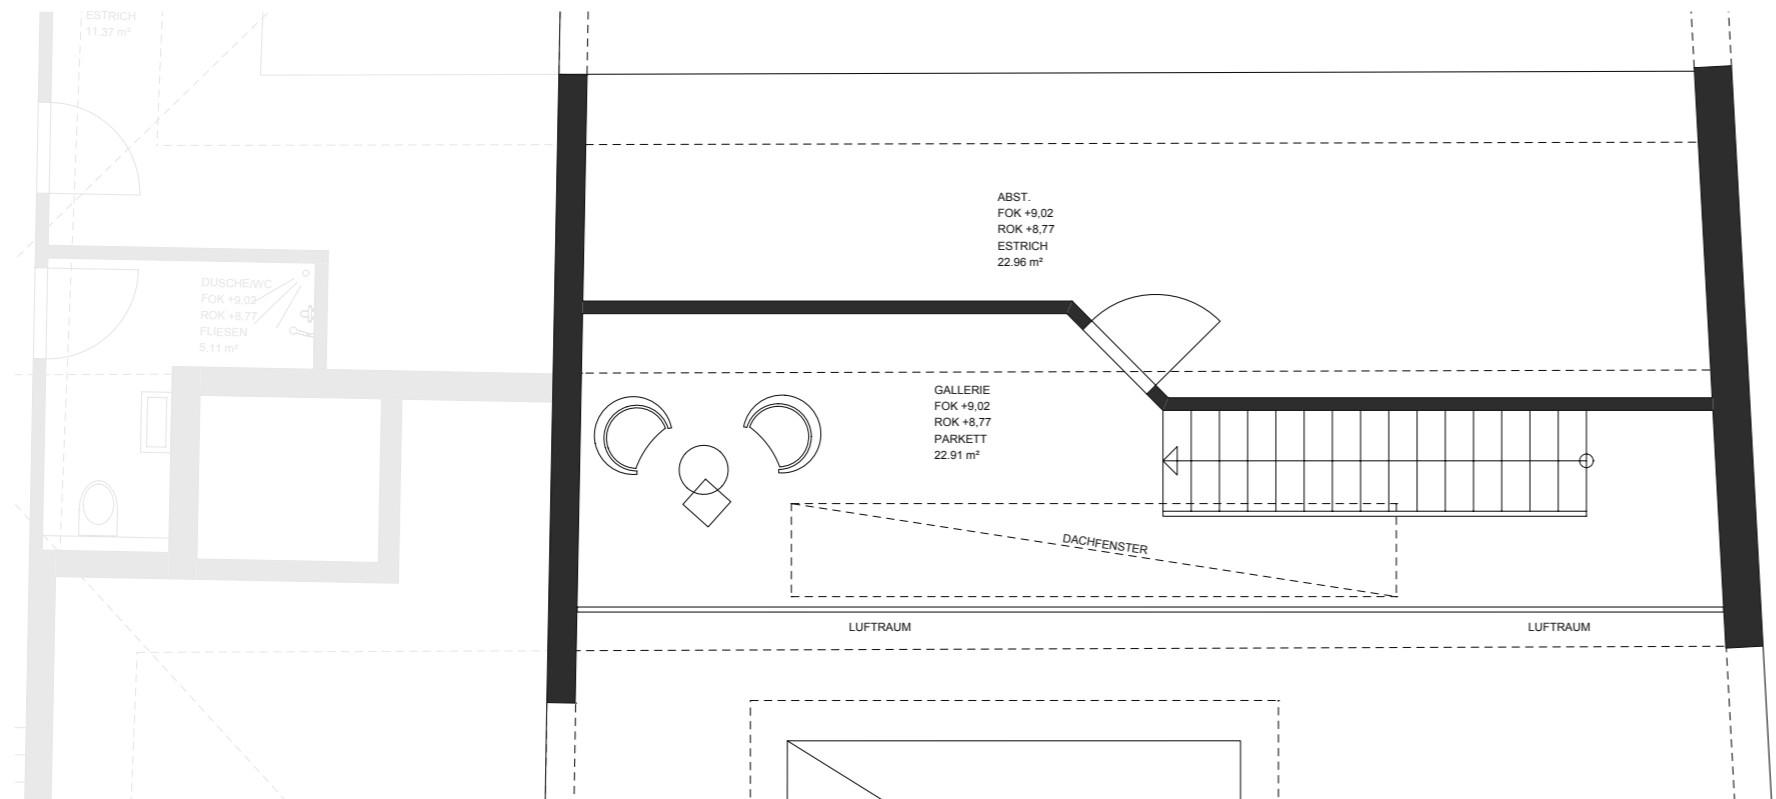 ESTRICH
11.37 m²
ABST.
FOK +9,02
ROK +8,77
ESTRICH
22.96 m²
DUSCHE/WC
FOK +9,02
ROK +8,77
FLIESEN
5.11 m²
GALLERIE
FOK +9,02
ROK +8,77
PARKETT
22.91 m²
DACHFENSTER
LUFTRAUM
LUFTRAUM